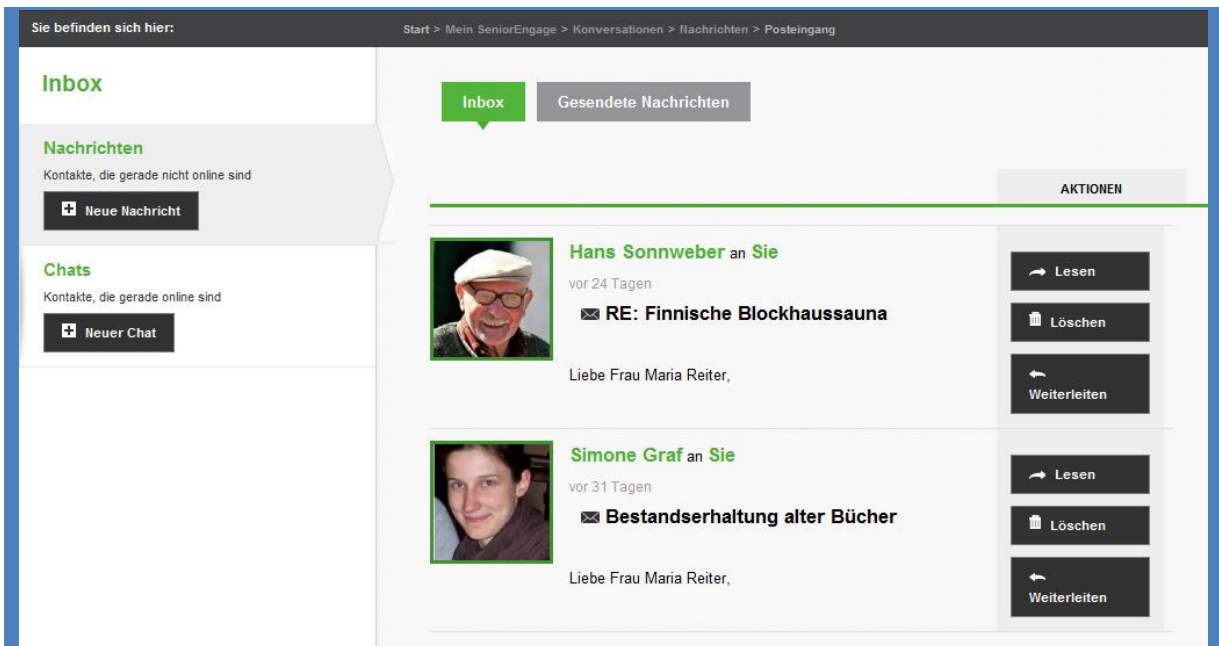 Sie befinden sich hier:
Start > Mein SeniorEngage > Konversationen > Nachrichten > Posteingang
Inbox
Nachrichten
Kontakte, die gerade nicht online sind
Neue Nachricht
Chats
Kontakte, die gerade online sind
Neuer Chat
Inbox
Gesendete Nachrichten
AKTIONEN
Hans Sonnweber an Sie
vor 24 Tagen
RE: Finnische Blockhaussauna
Liebe Frau Maria Reiter,
Lesen
Löschen
Weiterleiten
Simone Graf an Sie
vor 31 Tagen
Bestandserhaltung alter Bücher
Liebe Frau Maria Reiter,
Lesen
Löschen
Weiterleiten